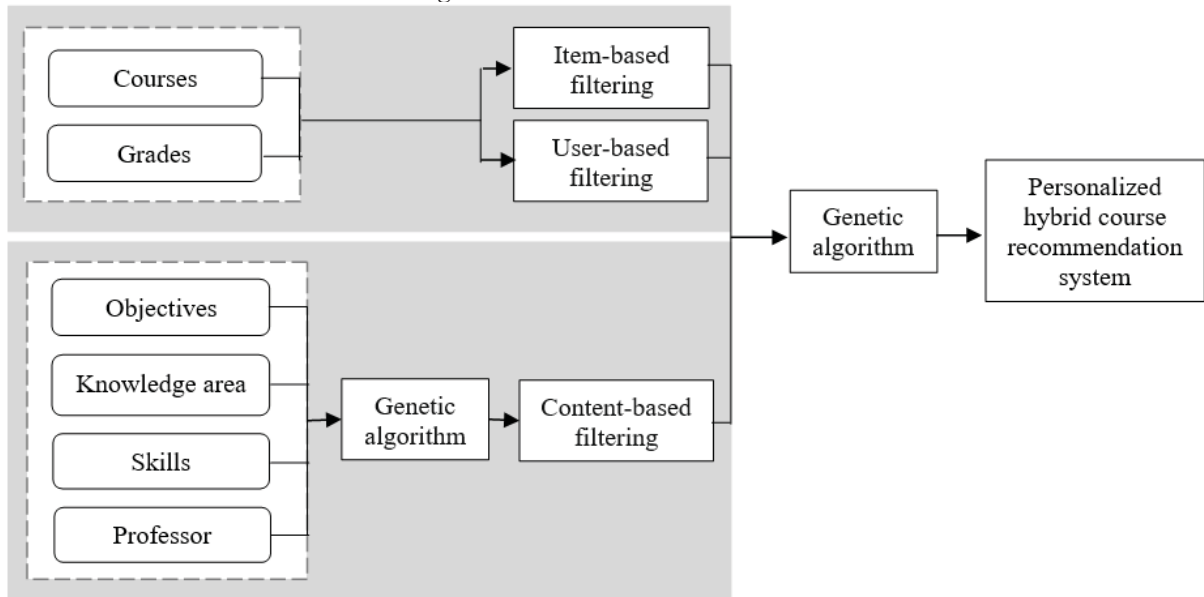 Courses
Grades
Item-based
filtering
User-based
filtering
Genetic
algorithm
Personalized
hybrid course
recommendation
system
Objectives
Knowledge area
Skills
Professor
Genetic
algorithm
Content-based
filtering